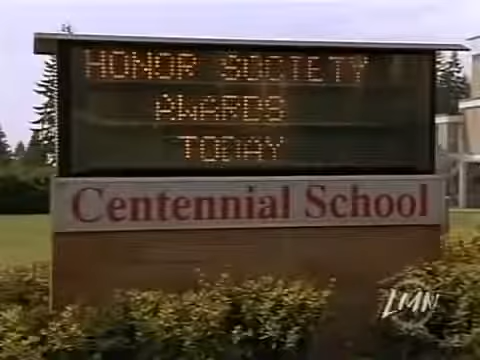 HONOR SOCIETY
AWARDS
TODAY
Centennial School
LMN